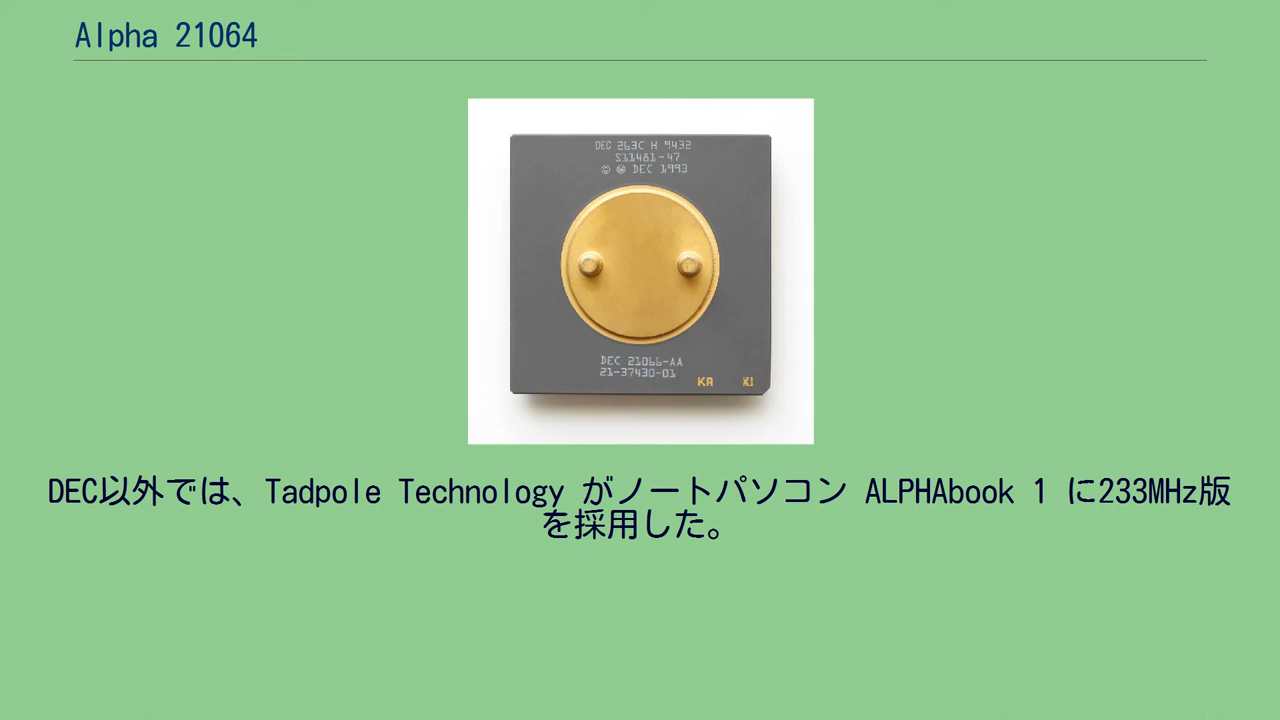 Alpha 21064
DEC 263C H 9432
S11481-47
© Ⓜ DEC 1993
DEC 21066-AA
21-37430-01
KA XI
DEC以外では、Tadpole Technology がノートパソコン ALPHAbook 1 に233MHz版
を採用した。